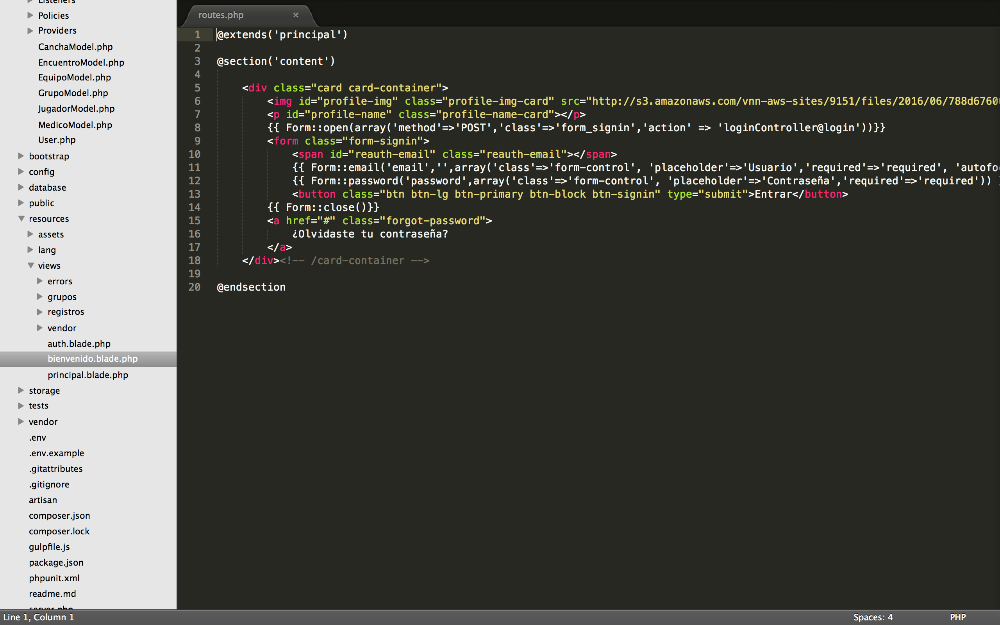 Listeners
Policies
Providers
CanchaModel.php
EncuentroModel.php
EquipoModel.php
GrupoModel.php
JugadorModel.php
MedicoModel.php
User.php
bootstrap
config
database
public
resources
assets
lang
views
errors
grupos
registros
vendor
auth.blade.php
bienvenido.blade.php
principal.blade.php
storage
tests
vendor
.env
.env.example
.gitattributes
.gitignore
artisan
composer.json
composer.lock
gulpfile.js
package.json
phpunit.xml
readme.md
server.php
routes.php
1 @extends('principal')
2
3 @section('content')
4
5 <div class="card card-container">
6 <img id="profile-img" class="profile-img-card" src="http://s3.amazonaws.com/vnn-aws-sites/9151/files/2016/06/788d6760
7 <p id="profile-name" class="profile-name-card"></p>
8 {{ Form::open(array('method'=>'POST','class'=>'form_signin','action' => 'loginController@login'))}}
9 <form class="form-signin">
10 <span id="reauth-email" class="reauth-email"></span>
11 {{ Form::email('email','',array('class'=>'form-control', 'placeholder'=>'Usuario','required'=>'required', 'autofo
12 {{ Form::password('password',array('class'=>'form-control', 'placeholder'=>'Contraseña','required'=>'required'))
13 <button class="btn btn-lg btn-primary btn-block btn-signin" type="submit">Entrar</button>
14 {{ Form::close()}}
15 <a href="#" class="forgot-password">
16 ¿Olvidaste tu contraseña?
17 </a>
18 </div><!-- /card-container -->
19
20 @endsection
Line 1, Column 1
Spaces: 4
PHP